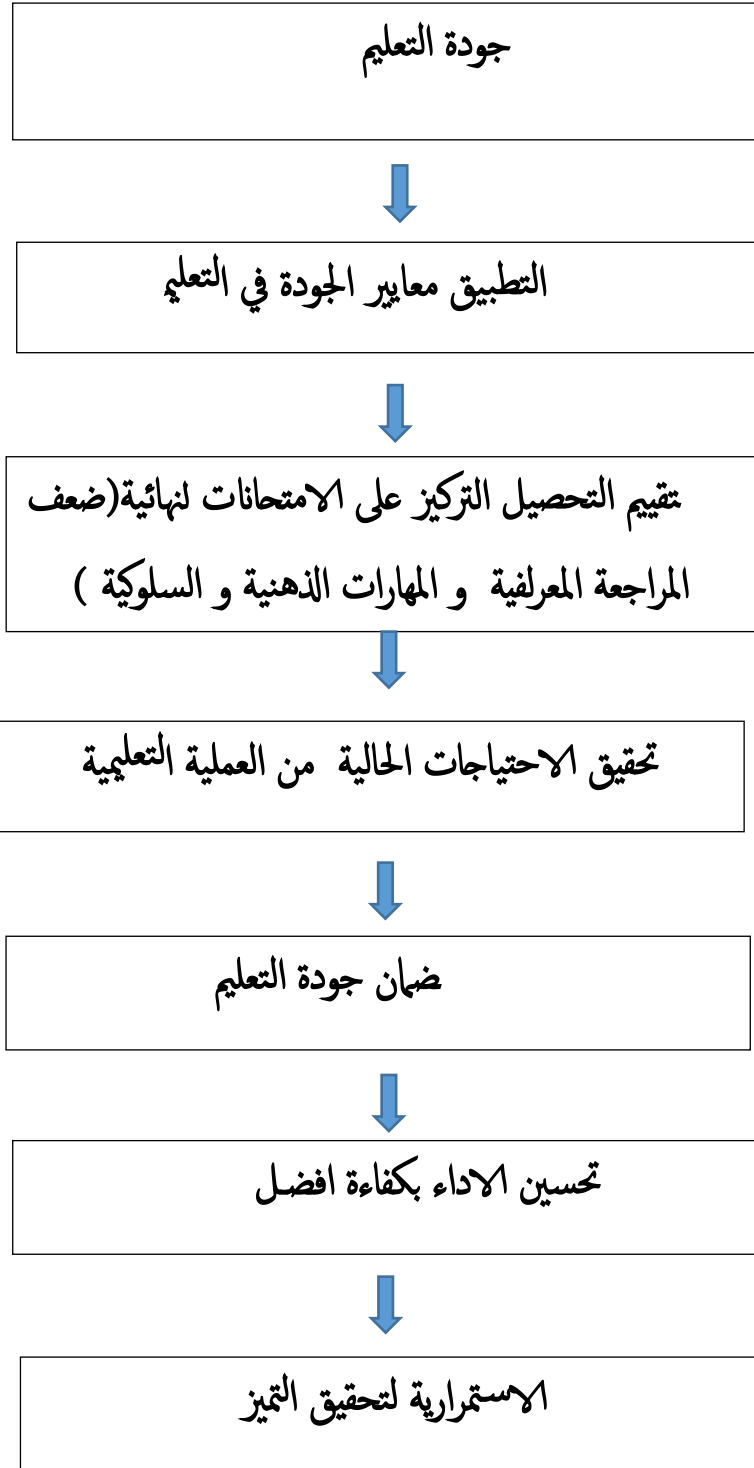 جودة التعليم
التطبيق معايير الجودة في التعليم
تقييم التحصيل التركيز على الامتحانات لنهائية(ضعف
المراجعة المعرلفية و المهارات الذهنية و السلوكية )
تحقيق الاحتياجات الحالية من العملية التعليمية
ضمان جودة التعليم
تحسين الاداء بكفاءة افضل
الاستمرارية لتحقيق التميز